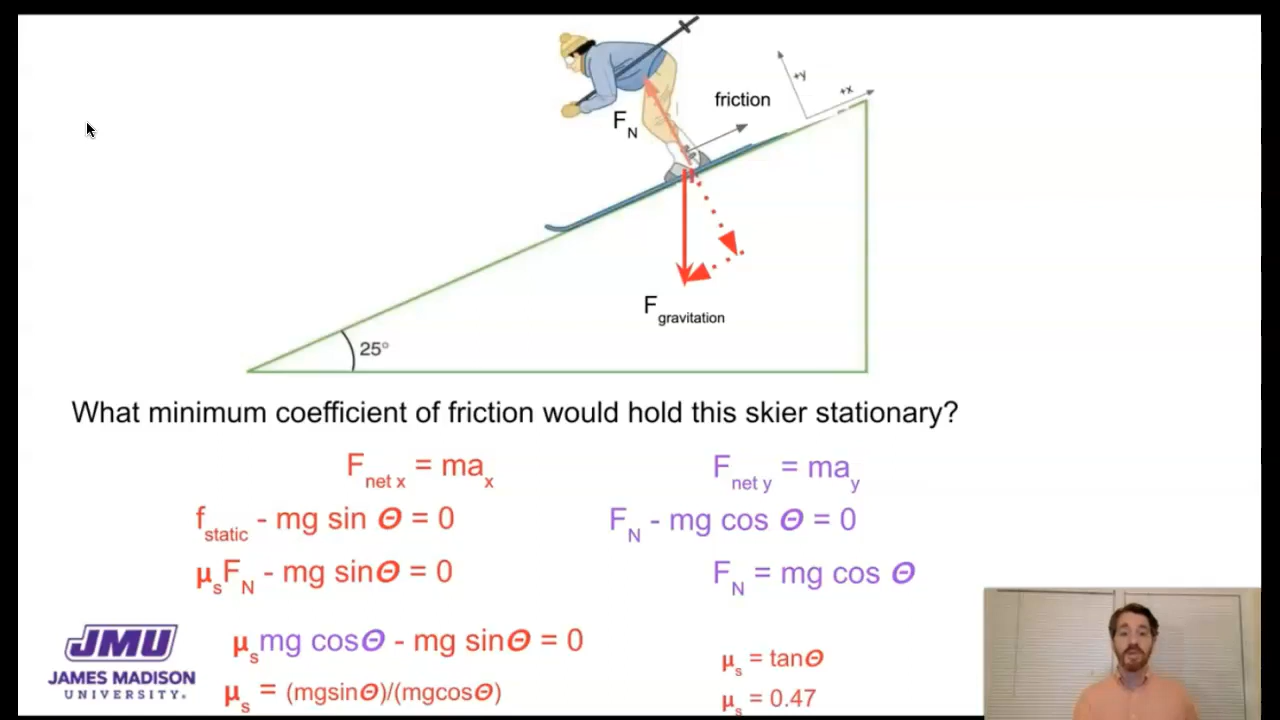 +y
+x
friction
F_N
F_gravitation
25°
What minimum coefficient of friction would hold this skier stationary?
F_net x = ma_x
F_net y = ma_y
f_static - mg sin Θ = 0
F_N - mg cos Θ = 0
μ_sF_N - mg sinΘ = 0
F_N = mg cos Θ
μ_smg cosΘ - mg sinΘ = 0
μ_s = (mgsinΘ)/(mgcosΘ)
μ_s = tanΘ
μ_s = 0.47
JMU
JAMES MADISON
UNIVERSITY.